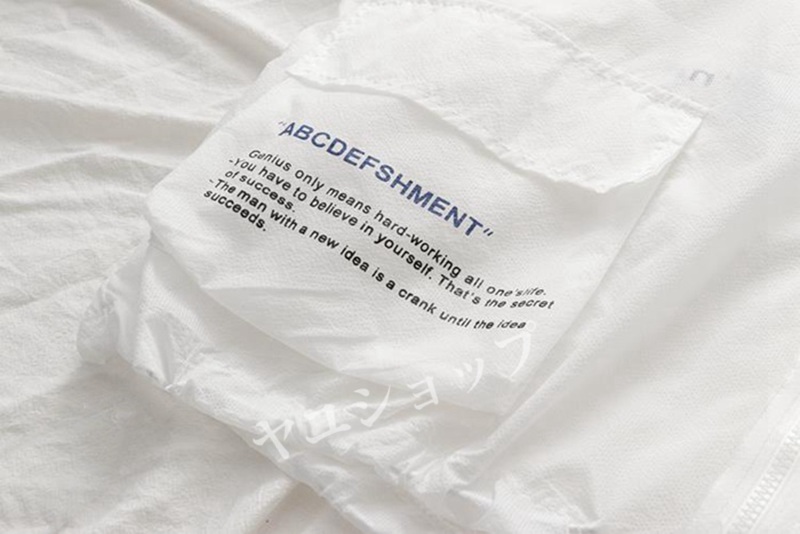 "ABCDEFSHMENT"
Genius only means hard-working all one's life.
-You have to believe in yourself. That's the secret
of success.
-The man with a new idea is a crank until the idea
succeeds.
ヤロショップ